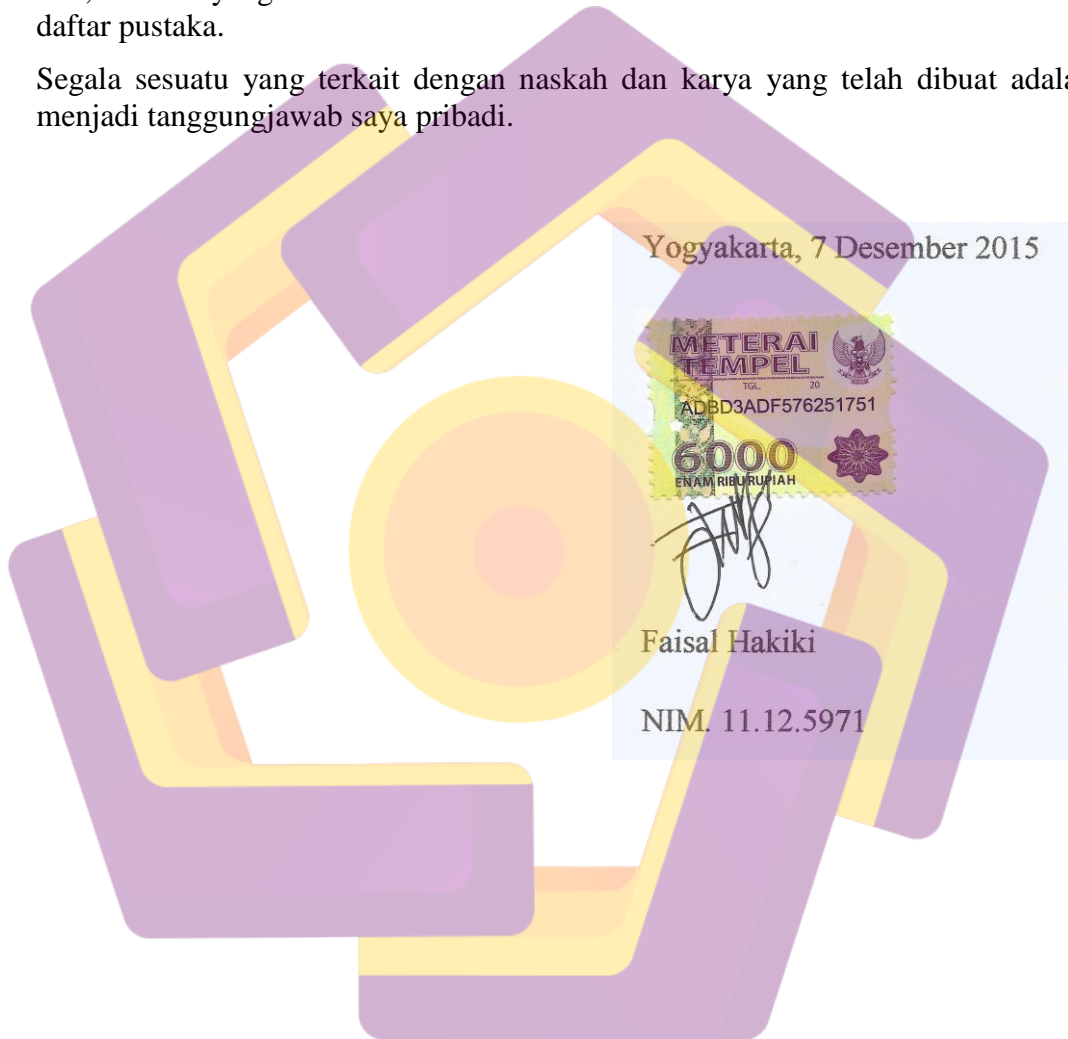 daftar pustaka.
Segala sesuatu yang terkait dengan naskah dan karya yang telah dibuat adala
menjadi tanggungjawab saya pribadi.
Yogyakarta, 7 Desember 2015
METERAI
TEMPEL
TGL. 20
ADBD3ADF576251751
6000
ENAM RIBU RUPIAH
Faisal Hakiki
NIM. 11.12.5971